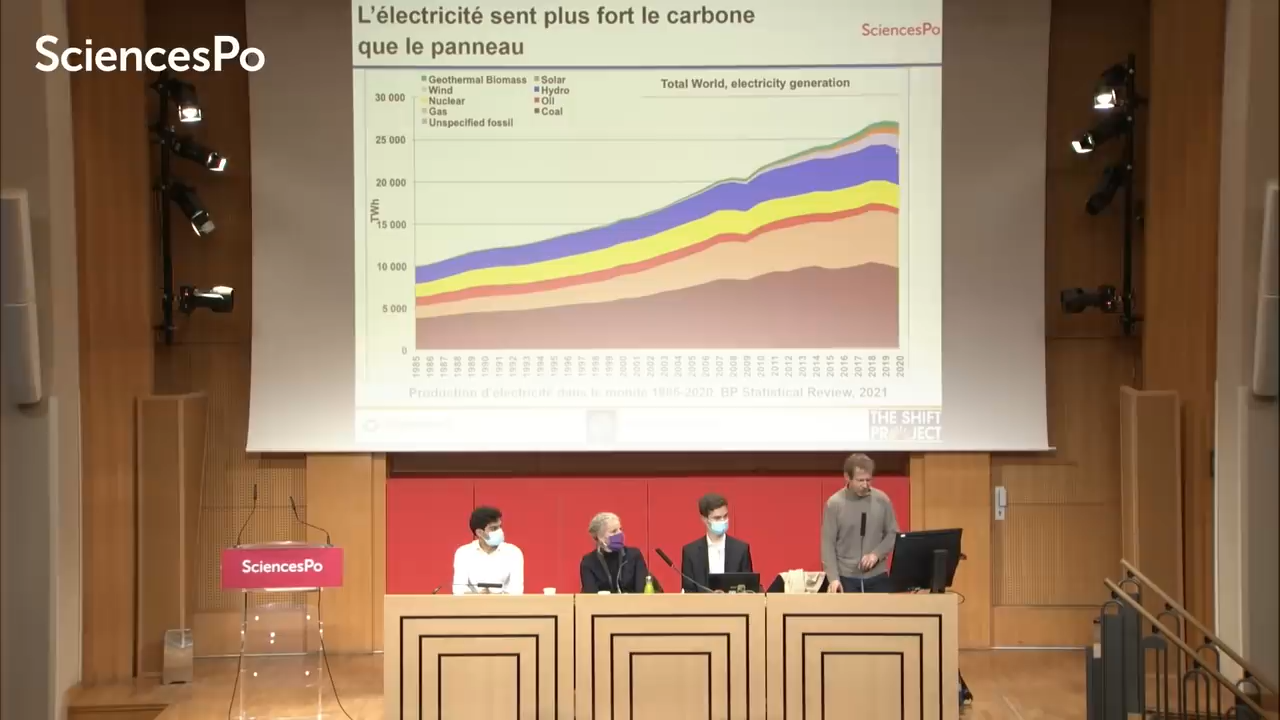 SciencesPo
L'électricité sent plus fort le carbone
que le panneau
SciencesPo
Geothermal Biomass
Solar
Wind
Hydro
Nuclear
Oil
Gas
Coal
Unspecified fossil
Total World, electricity generation
TWh
30 000
25 000
20 000
15 000
10 000
5 000
0
1985 1986 1987 1988 1989 1990 1991 1992 1993 1994 1995 1996 1997 1998 1999 2000 2001 2002 2003 2004 2005 2006 2007 2008 2009 2010 2011 2012 2013 2014 2015 2016 2017 2018 2019 2020
Production d'électricité dans le monde 1985-2020, BP Statistical Review, 2021
THE SHIFT
PROJECT
SciencesPo